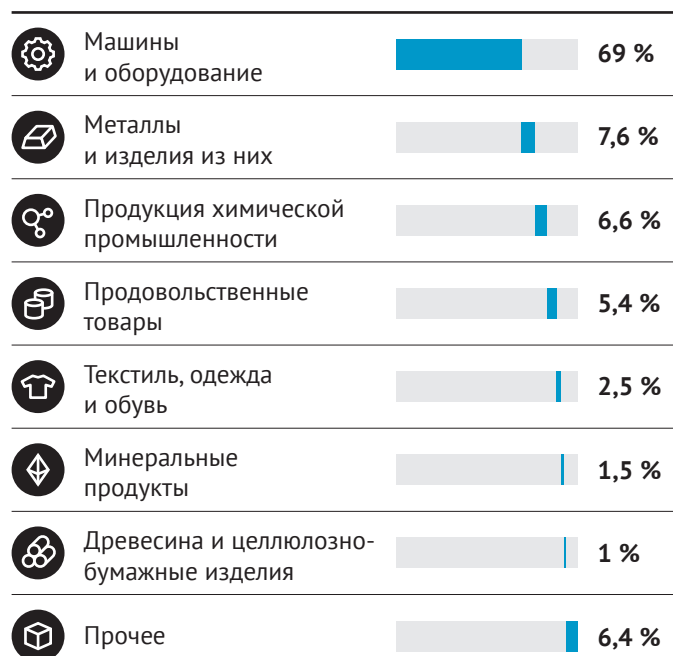 Машины
и оборудование
69 %
Металлы
и изделия из них
7,6 %
Продукция химической
промышленности
6,6 %
Продовольственные
товары
5,4 %
Текстиль, одежда
и обувь
2,5 %
Минеральные
продукты
1,5 %
Древесина и целлюлозно-
бумажные изделия
1 %
Прочее
6,4 %